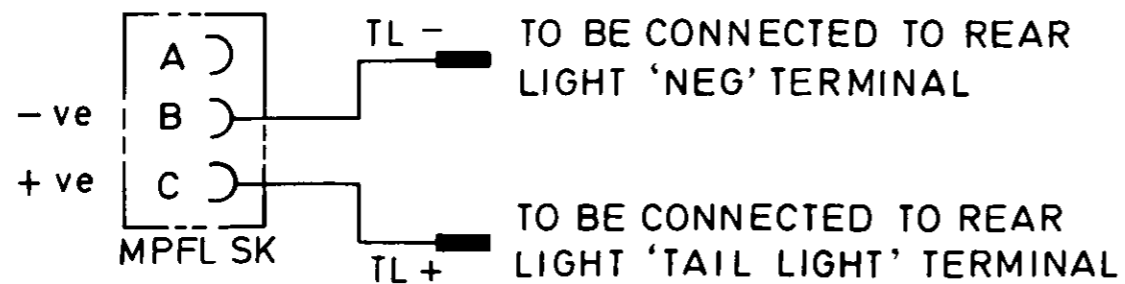 TL –
TO BE CONNECTED TO REAR
LIGHT ‘NEG’ TERMINAL
A
– ve B
+ ve C
MPFL SK
TL +
TO BE CONNECTED TO REAR
LIGHT ‘TAIL LIGHT’ TERMINAL